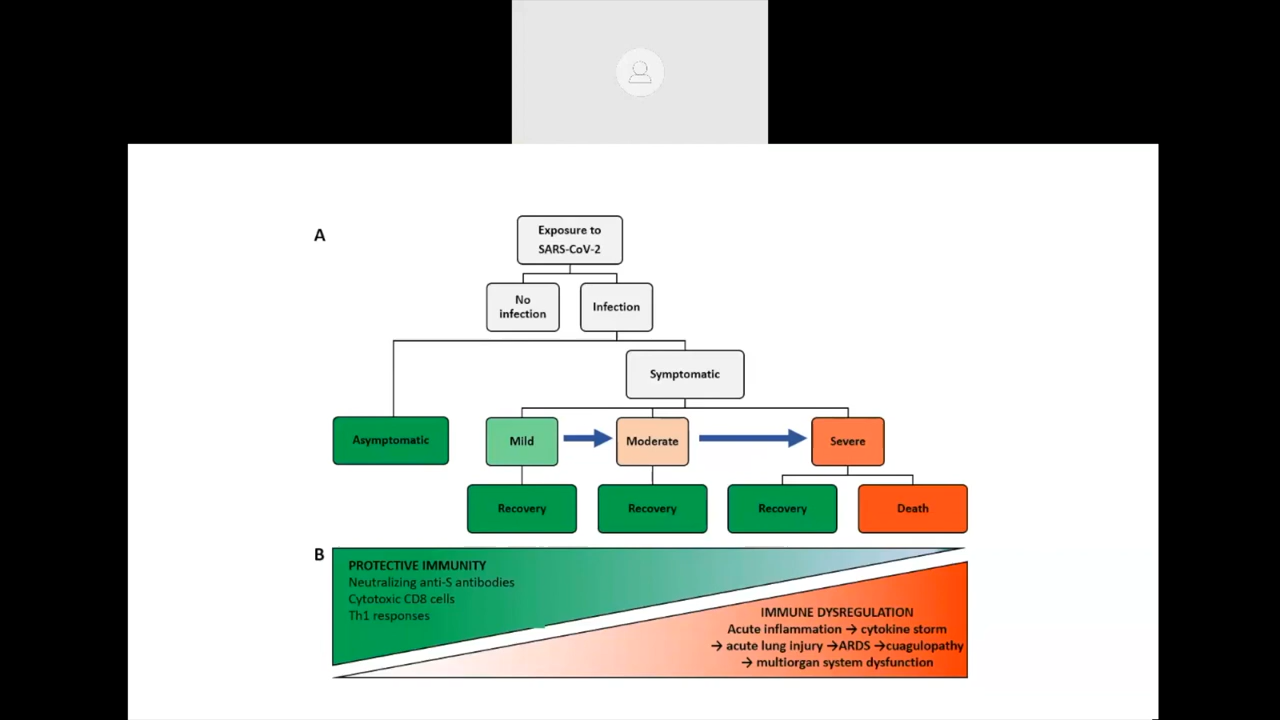 A
Exposure to
SARS-CoV-2
No
infection
Infection
Symptomatic
Asymptomatic
Mild
Moderate
Severe
Recovery
Recovery
Recovery
Death
B
PROTECTIVE IMMUNITY
Neutralizing anti-S antibodies
Cytotoxic CD8 cells
Th1 responses
IMMUNE DYSREGULATION
Acute inflammation → cytokine storm
→ acute lung injury →ARDS →cuagulopathy
→ multiorgan system dysfunction